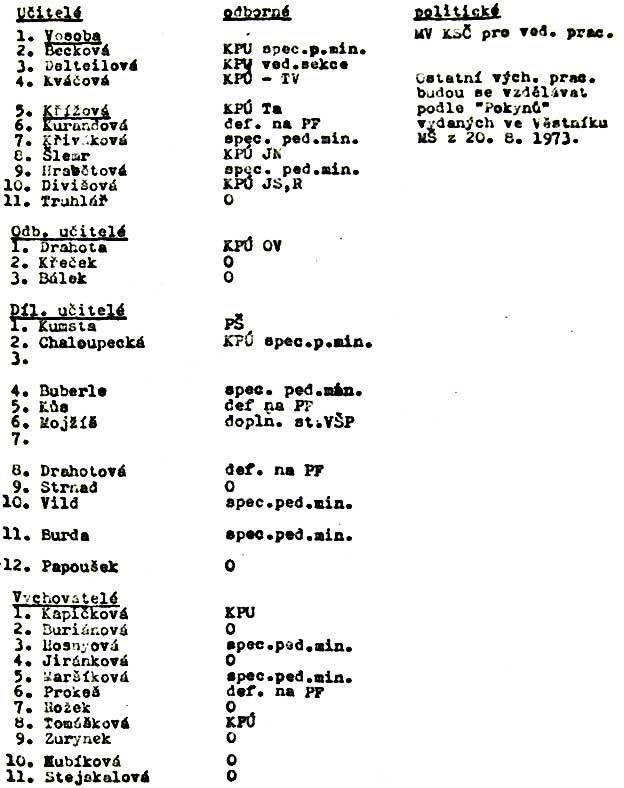 Učitelé odborné politické
1. Vosoba MV KSČ pro ved. prac.
2. Becková KPU spec.p.min.
3. Delteilová KPÚ ved.sekce
4. Kváčová KPÚ - TV Ostatní vých. prac.
budou se vzdělávat
5. Křížová KPÚ Ta podle "Pokynů"
6. Kurandová def. na PF vydaných ve Věstníku
7. Křivková spec. ped.min. MŠ z 20. 8. 1973.
8. Šlemr KPÚ JN
9. Hrabětová spec. ped.min.
10. Divišová KPÚ JS,R
11. Truhlář O
Odb. učitelé
1. Drahota KPÚ OV
2. Křeček O
3. Bálek O
Díl. učitelé
1. Kumsta PŠ
2. Chaloupecká KPÚ spec.p.min.
3.
4. Buberle spec. ped.mán.
5. Kůs def na PF
6. Mojžíš dopln. st.VŠP
7.
8. Drahotová def. na PF
9. Strnad O
10. Vild spec.ped.min.
11. Burda spec.ped.min.
12. Papoušek O
Vychovatelé
1. Kapičková KPU
2. Buriánová O
3. Hosnyová spec.ped.min.
4. Jiránková O
5. Maršíková spec.ped.min.
6. Prokeš def. na PF
7. Rožek O
8. Tomášková KPÚ
9. Zurynek O
10. Kubíková O
11. Stejskalová O